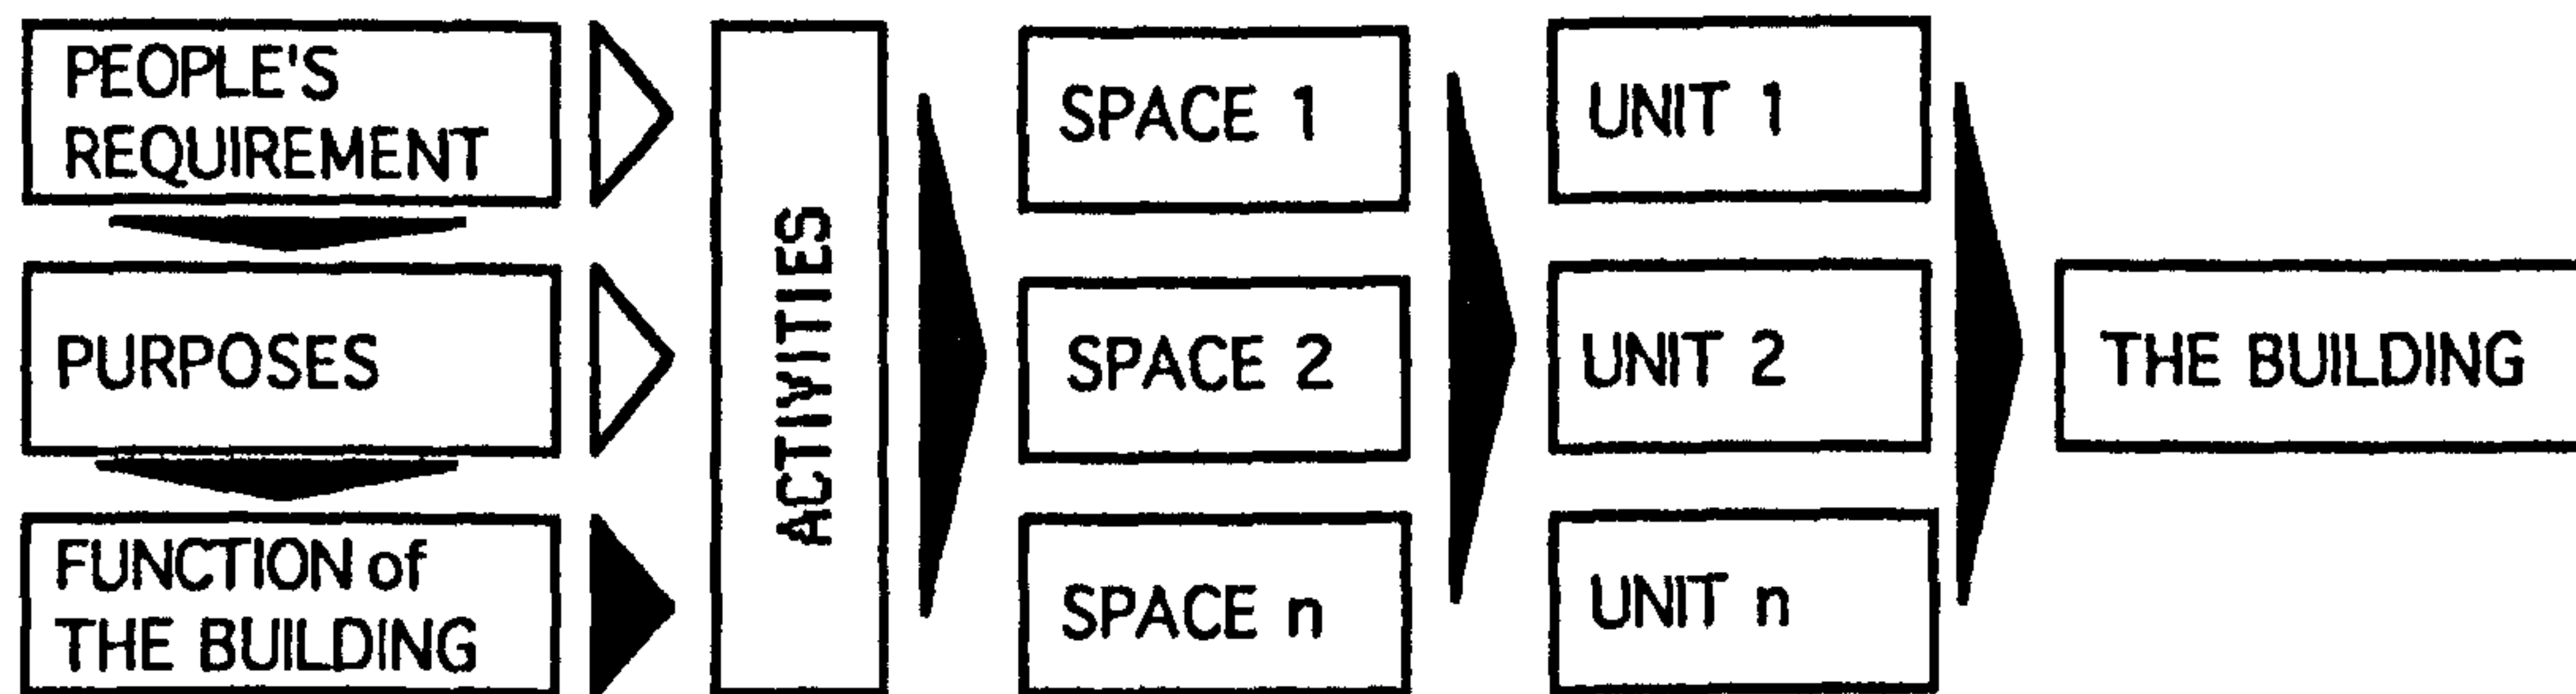 PEOPLE'S
REQUIREMENT
PURPOSES
FUNCTION of
THE BUILDING
ACTIVITIES
SPACE 1
SPACE 2
SPACE n
UNIT 1
UNIT 2
UNIT n
THE BUILDING